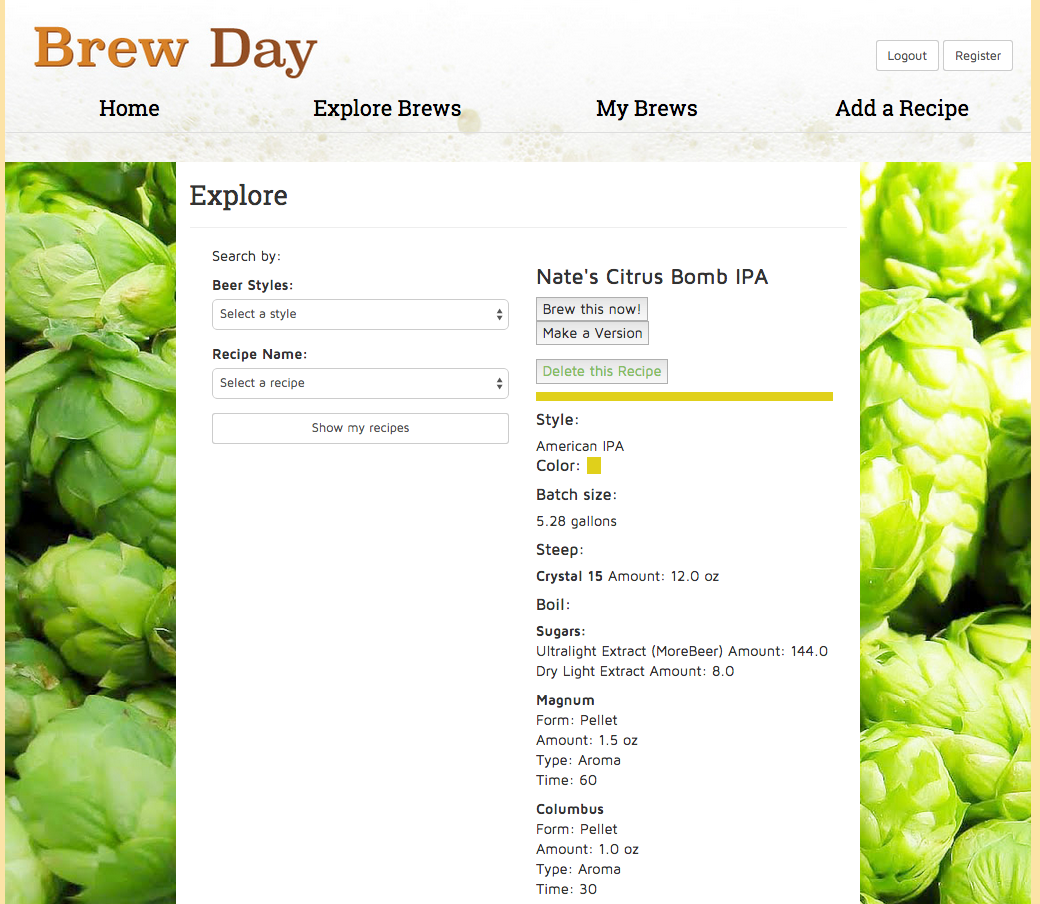 Brew Day
Logout
Register
Home
Explore Brews
My Brews
Add a Recipe
Explore
Search by:
Beer Styles:
Select a style
Recipe Name:
Select a recipe
Show my recipes
Nate's Citrus Bomb IPA
Brew this now!
Make a Version
Delete this Recipe
Style:
American IPA
Color:
Batch size:
5.28 gallons
Steep:
Crystal 15 Amount: 12.0 oz
Boil:
Sugars:
Ultralight Extract (MoreBeer) Amount: 144.0
Dry Light Extract Amount: 8.0
Magnum
Form: Pellet
Amount: 1.5 oz
Type: Aroma
Time: 60
Columbus
Form: Pellet
Amount: 1.0 oz
Type: Aroma
Time: 30